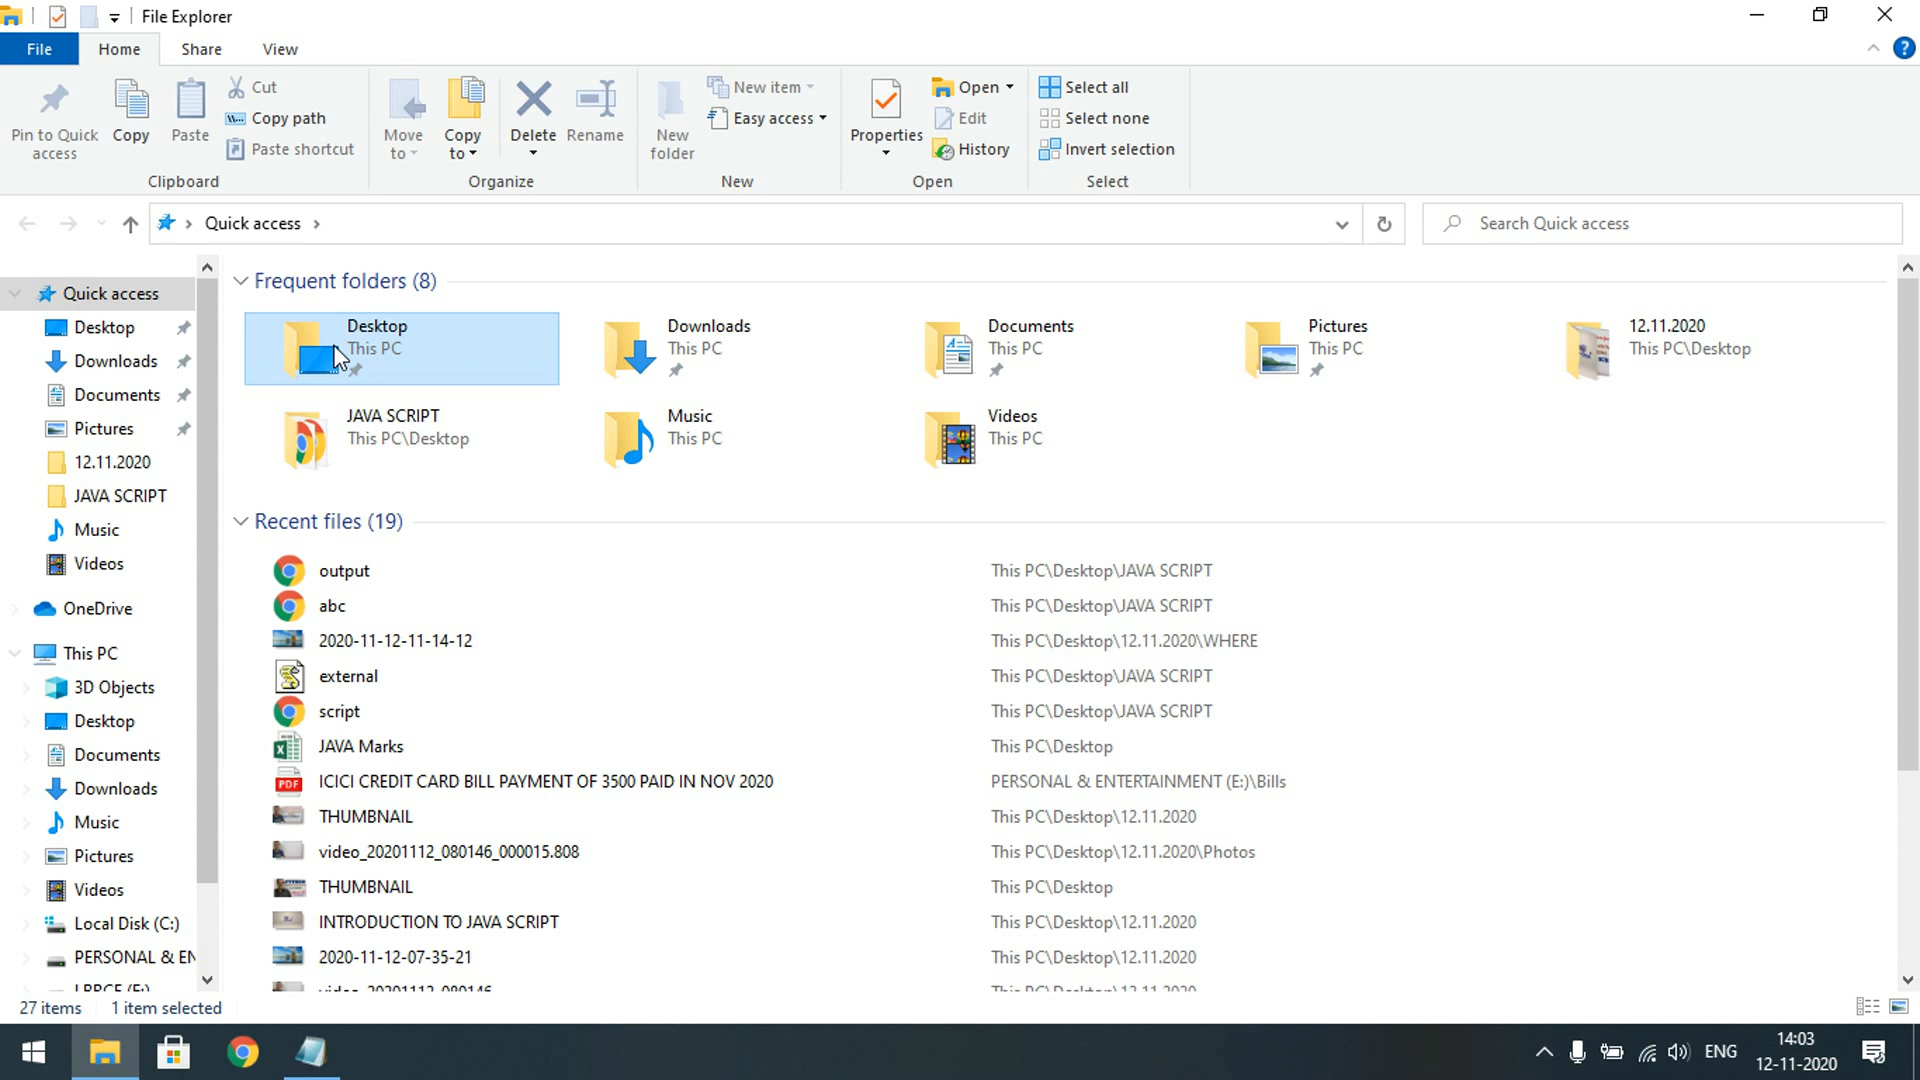 File Explorer
File Home Share View
Pin to Quick access
Copy
Paste
Cut
Copy path
Paste shortcut
Clipboard
Move to
Copy to
Delete
Rename
Organize
New folder
New item
Easy access
New
Properties
Open
Edit
History
Open
Select all
Select none
Invert selection
Select
Quick access
Search Quick access
Quick access
Desktop
Downloads
Documents
Pictures
12.11.2020
JAVA SCRIPT
Music
Videos
OneDrive
This PC
3D Objects
Desktop
Documents
Downloads
Music
Pictures
Videos
Local Disk (C:)
PERSONAL & EN
Frequent folders (8)
Desktop
This PC
Downloads
This PC
Documents
This PC
Pictures
This PC
12.11.2020
This PC\Desktop
JAVA SCRIPT
This PC\Desktop
Music
This PC
Videos
This PC
Recent files (19)
output This PC\Desktop\JAVA SCRIPT
abc This PC\Desktop\JAVA SCRIPT
2020-11-12-11-14-12 This PC\Desktop\12.11.2020\WHERE
external This PC\Desktop\JAVA SCRIPT
script This PC\Desktop\JAVA SCRIPT
JAVA Marks This PC\Desktop
PDF ICICI CREDIT CARD BILL PAYMENT OF 3500 PAID IN NOV 2020 PERSONAL & ENTERTAINMENT (E:)\Bills
THUMBNAIL This PC\Desktop\12.11.2020
video_20201112_080146_000015.808 This PC\Desktop\12.11.2020\Photos
THUMBNAIL This PC\Desktop
INTRODUCTION TO JAVA SCRIPT This PC\Desktop\12.11.2020
2020-11-12-07-35-21 This PC\Desktop\12.11.2020
27 items 1 item selected
ENG
14:03
12-11-2020